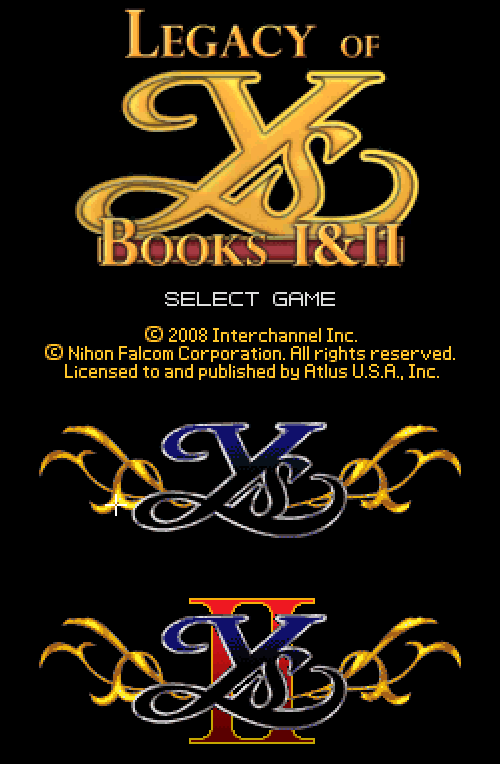 LEGACY OF
Ys
BOOKS I&II
SELECT GAME
© 2008 Interchannel Inc.
© Nihon Falcom Corporation. All rights reserved.
Licensed to and published by Atlus U.S.A., Inc.
Ys
Ys II